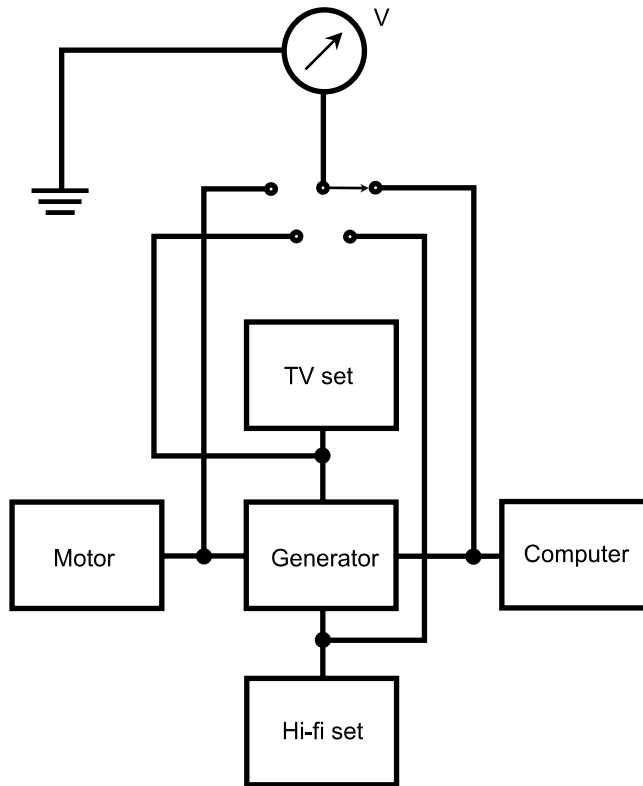 V
TV set
Motor
Generator
Computer
Hi-fi set